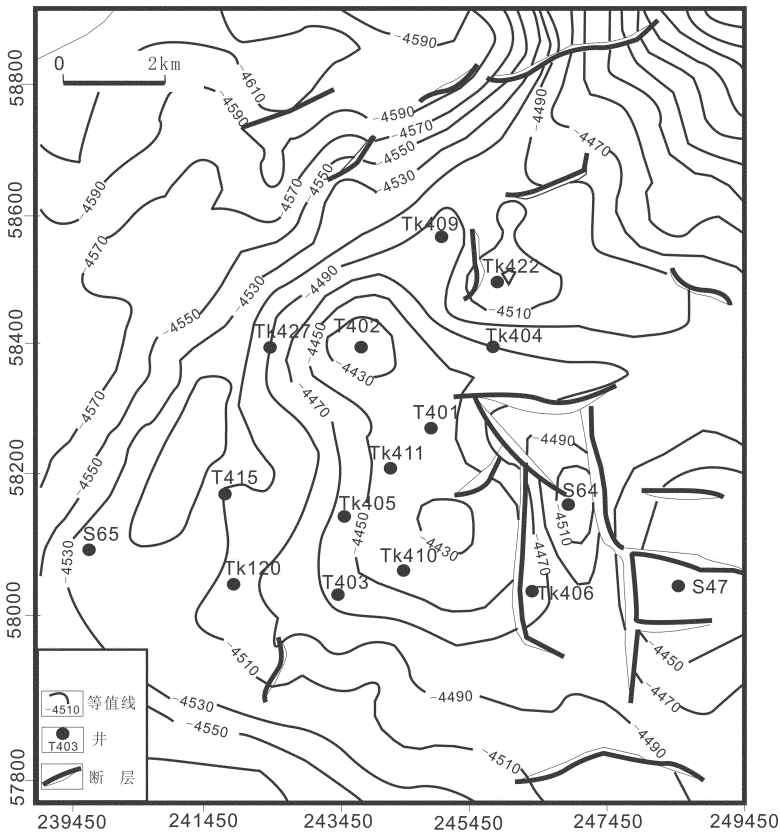 -4590
58800
0 2km
-4610
-4590
-4490
-4590
-4570
-4470
-4550
-4550
-4530
-4570
-4590
58600
Tk409
-4570
Tk422
-4490
-4530
-4510
-4550
58400
Tk427
T402
Tk404
-4450
-4430
-4470
-4570
T401
-4490
Tk411
58200
-4550
T415
S64
Tk405
-4510
-4450
-4430
S65
Tk410
-4470
-4530
Tk120
T403
Tk406
S47
58000
-4510
-4450
-4490
-4470
-4530
-4510
等值线
-4550
-4490
井
T403
-4510
断 层
57800
239450 241450 243450 245450 247450 249450